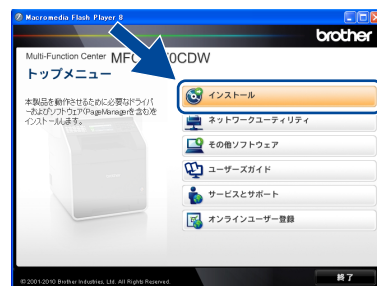 Macromedia Flash Player 8
brother
Multi-Function Center MFC 0CDW
トップメニュー
本製品を動作させるために必要なドライバ
ーおよびソフトウェア(PageManagerを含む)を
インストールします。
インストール
ネットワークユーティリティ
その他ソフトウェア
ユーザーズガイド
サービスとサポート
オンラインユーザー登録
© 2001-2010 Brother Industries, Ltd. All Rights Reserved.
終了